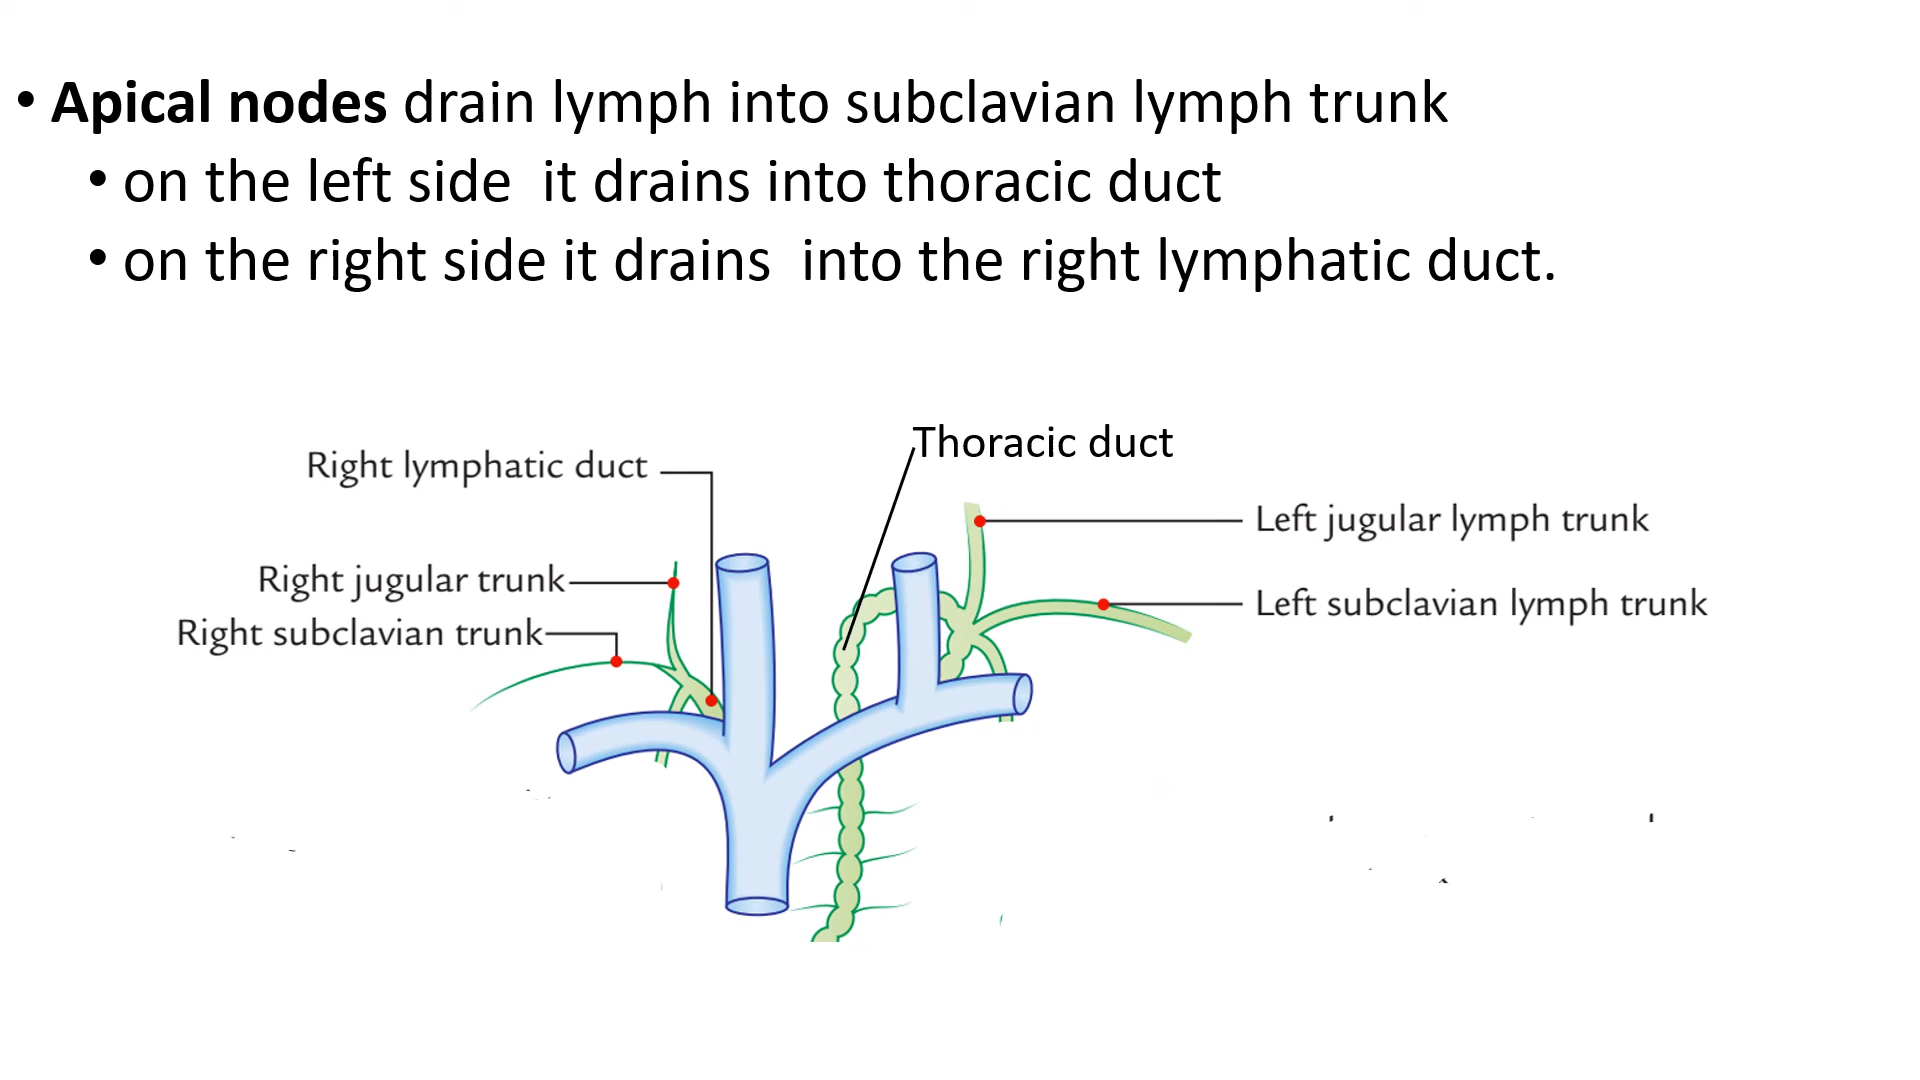 • Apical nodes drain lymph into subclavian lymph trunk
• on the left side it drains into thoracic duct
• on the right side it drains into the right lymphatic duct.
Thoracic duct
Right lymphatic duct
Left jugular lymph trunk
Right jugular trunk
Left subclavian lymph trunk
Right subclavian trunk